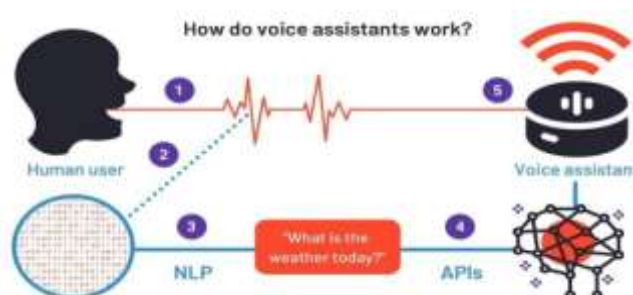 How do voice assistants work?
1
5
Human user
2
Voice assistan
3
NLP
"What is the
weather today?"
4
APIs